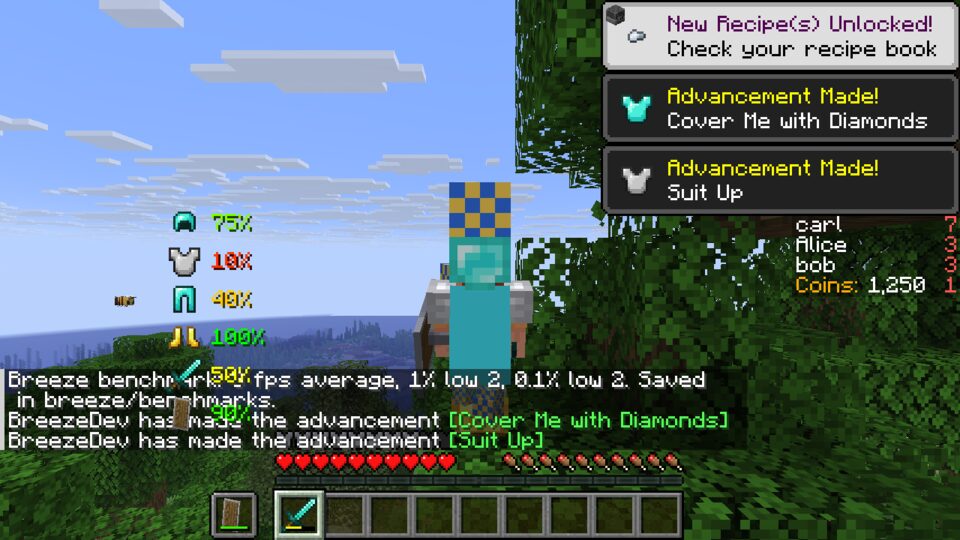 New Recipe(s) Unlocked!
Check your recipe book
Advancement Made!
Cover Me with Diamonds
Advancement Made!
Suit Up
carl 7
Alice 3
bob 3
Coins: 1,250 1
75%
10%
40%
100%
50%
90%
Breeze benchmark: fps average, 1% low 2, 0.1% low 2. Saved
in breeze/benchmarks.
BreezeDev has made the advancement [Cover Me with Diamonds]
BreezeDev has made the advancement [Suit Up]